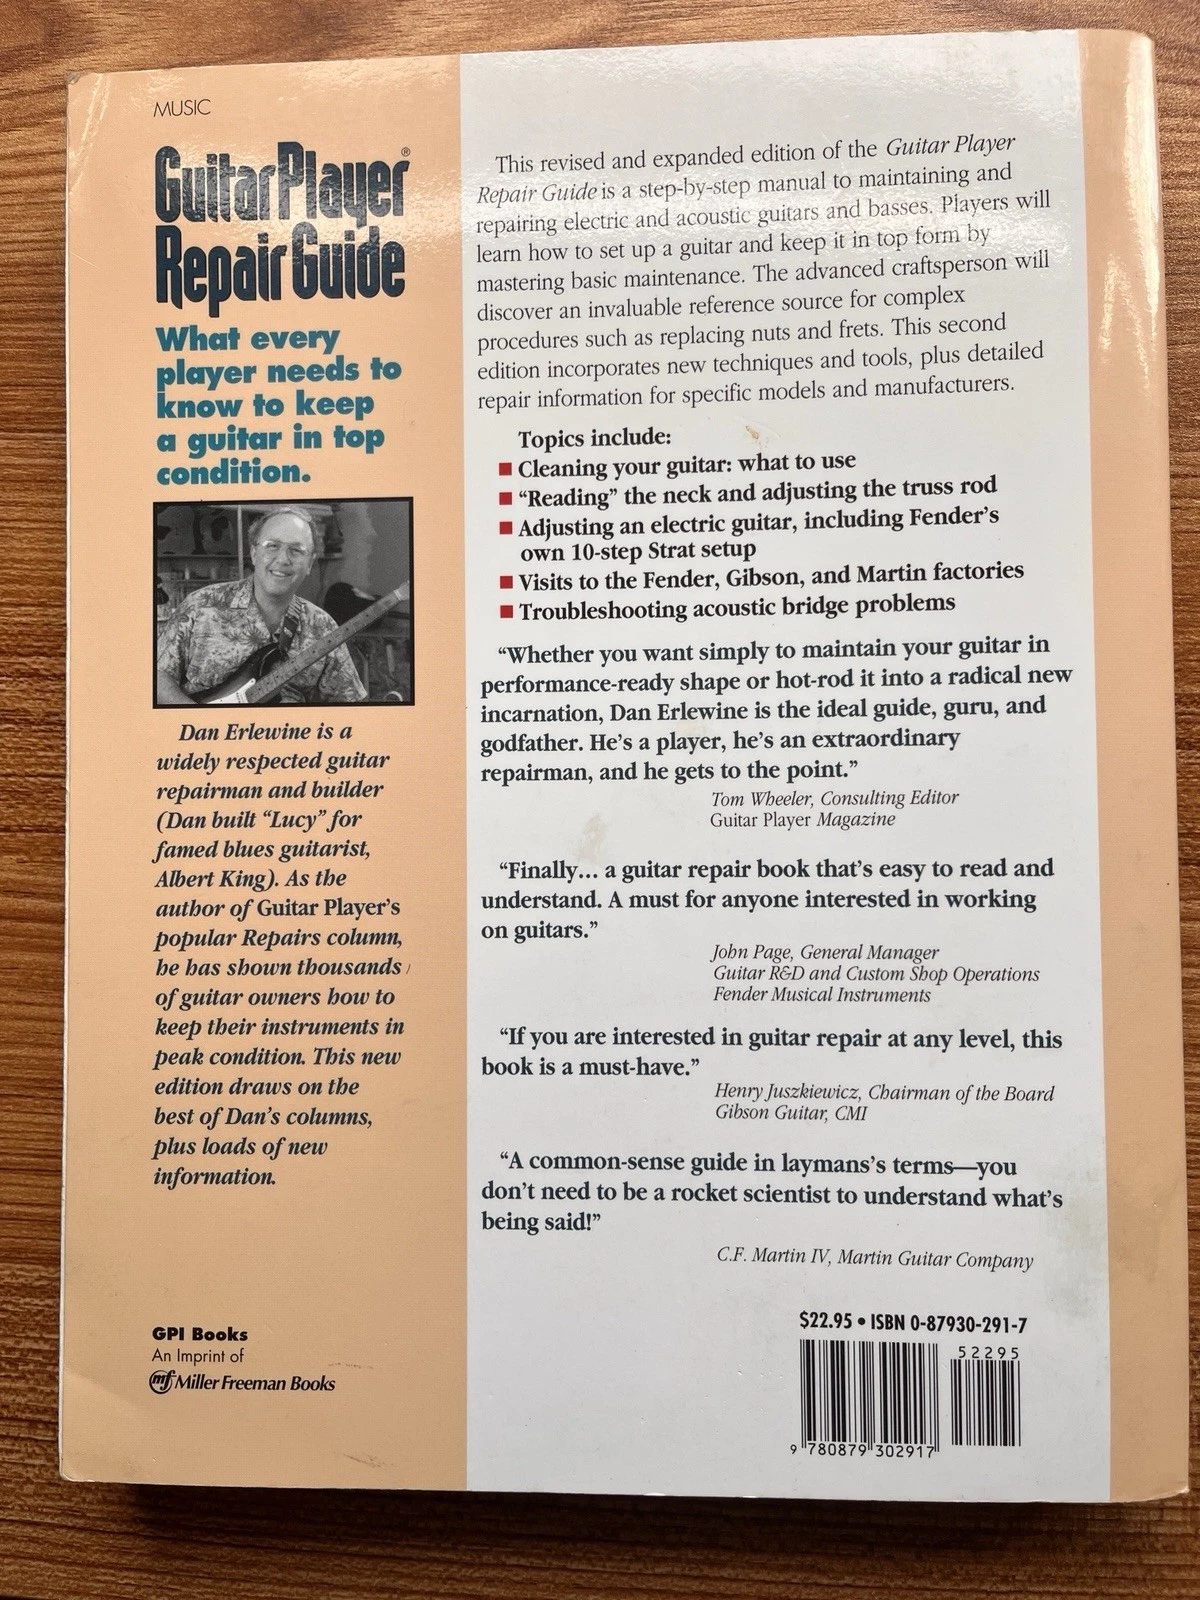 MUSIC
Guitar Player®
Repair Guide
What every
player needs to
know to keep
a guitar in top
condition.
Dan Erlewine is a
widely respected guitar
repairman and builder
(Dan built “Lucy” for
famed blues guitarist,
Albert King). As the
author of Guitar Player’s
popular Repairs column,
he has shown thousands
of guitar owners how to
keep their instruments in
peak condition. This new
edition draws on the
best of Dan’s columns,
plus loads of new
information.
GPI Books
An Imprint of
mf Miller Freeman Books
This revised and expanded edition of the Guitar Player
Repair Guide is a step-by-step manual to maintaining and
repairing electric and acoustic guitars and basses. Players will
learn how to set up a guitar and keep it in top form by
mastering basic maintenance. The advanced craftsperson will
discover an invaluable reference source for complex
procedures such as replacing nuts and frets. This second
edition incorporates new techniques and tools, plus detailed
repair information for specific models and manufacturers.
Topics include:
■ Cleaning your guitar: what to use
■ “Reading” the neck and adjusting the truss rod
■ Adjusting an electric guitar, including Fender’s
own 10-step Strat setup
■ Visits to the Fender, Gibson, and Martin factories
■ Troubleshooting acoustic bridge problems
“Whether you want simply to maintain your guitar in
performance-ready shape or hot-rod it into a radical new
incarnation, Dan Erlewine is the ideal guide, guru, and
godfather. He’s a player, he’s an extraordinary
repairman, and he gets to the point.”
Tom Wheeler, Consulting Editor
Guitar Player Magazine
“Finally… a guitar repair book that’s easy to read and
understand. A must for anyone interested in working
on guitars.”
John Page, General Manager
Guitar R&D and Custom Shop Operations
Fender Musical Instruments
“If you are interested in guitar repair at any level, this
book is a must-have.”
Henry Juszkiewicz, Chairman of the Board
Gibson Guitar, CMI
“A common-sense guide in laymans’s terms—you
don’t need to be a rocket scientist to understand what’s
being said!”
C.F. Martin IV, Martin Guitar Company
$22.95 • ISBN 0-87930-291-7
52295
9 780879 302917